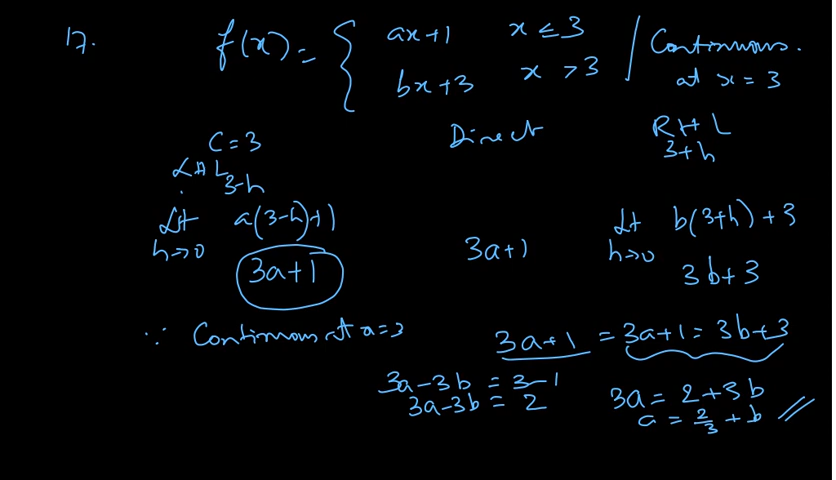 17. f(x) = { ax+1 x ≤ 3
bx+3 x > 3
Continuous.
at x = 3
C = 3
LHL
3-h
Lt h→0 a(3-h)+1
3a+1
Direct
3a+1
RHL
3+h
Lt h→0 b(3+h)+3
3b+3
∵ Continuous at x=3
3a+1 = 3a+1 = 3b+3
3a-3b = 3-1
3a-3b = 2
3a = 2+3b
a = 2/3 + b